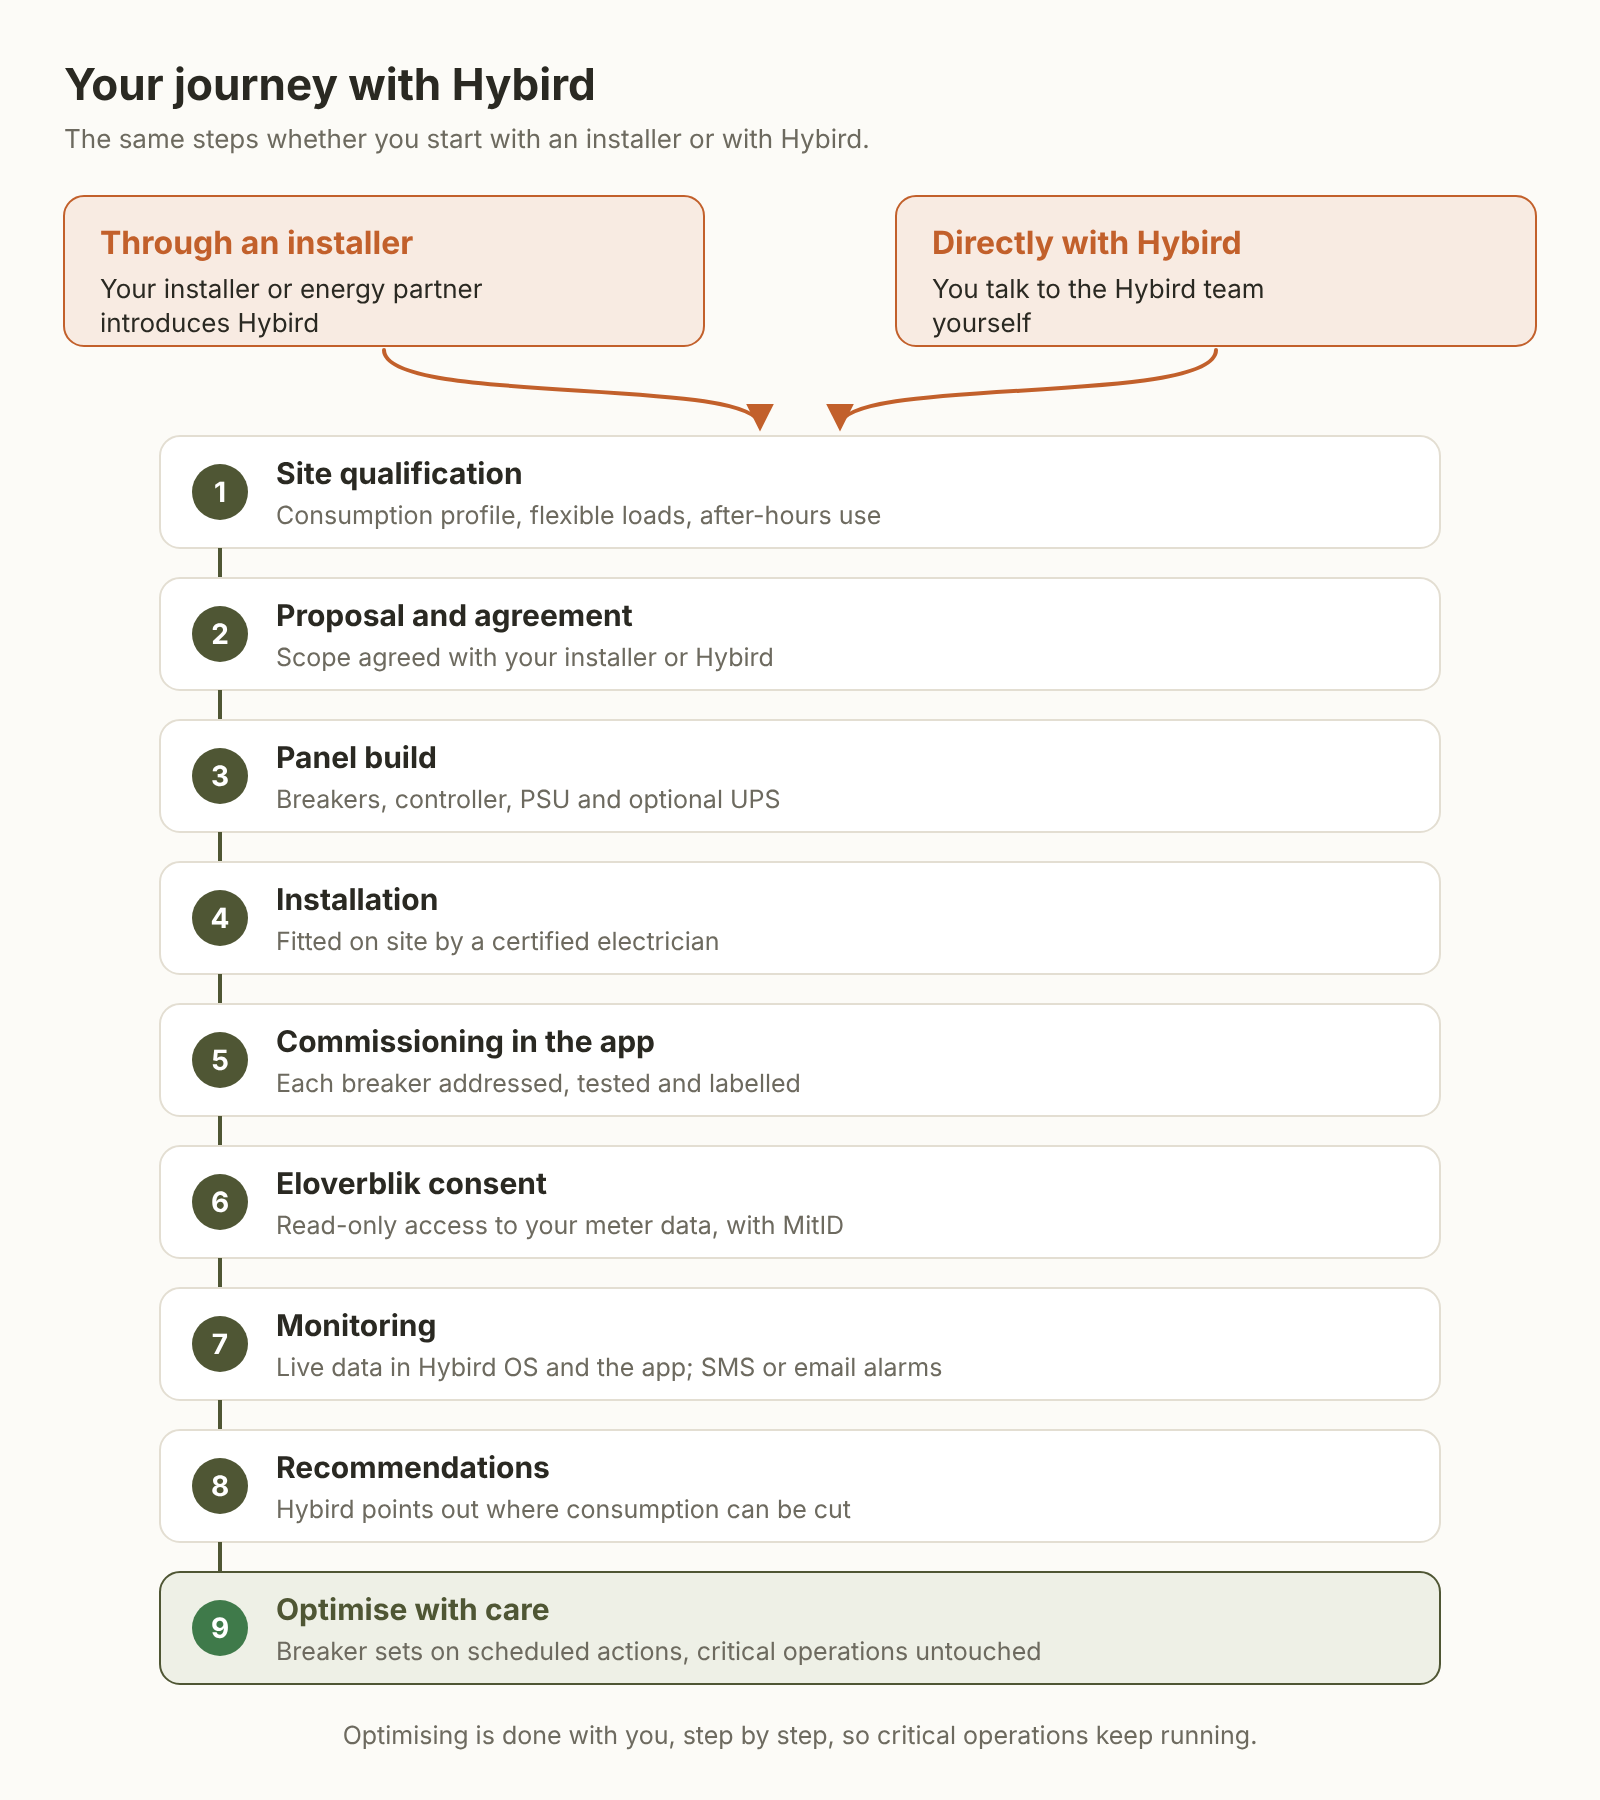 Your journey with Hybird
The same steps whether you start with an installer or with Hybird.
Through an installer
Your installer or energy partner
introduces Hybird
Directly with Hybird
You talk to the Hybird team
yourself
1
Site qualification
Consumption profile, flexible loads, after-hours use
2
Proposal and agreement
Scope agreed with your installer or Hybird
3
Panel build
Breakers, controller, PSU and optional UPS
4
Installation
Fitted on site by a certified electrician
5
Commissioning in the app
Each breaker addressed, tested and labelled
6
Eloverblik consent
Read-only access to your meter data, with MitID
7
Monitoring
Live data in Hybird OS and the app; SMS or email alarms
8
Recommendations
Hybird points out where consumption can be cut
9
Optimise with care
Breaker sets on scheduled actions, critical operations untouched
Optimising is done with you, step by step, so critical operations keep running.